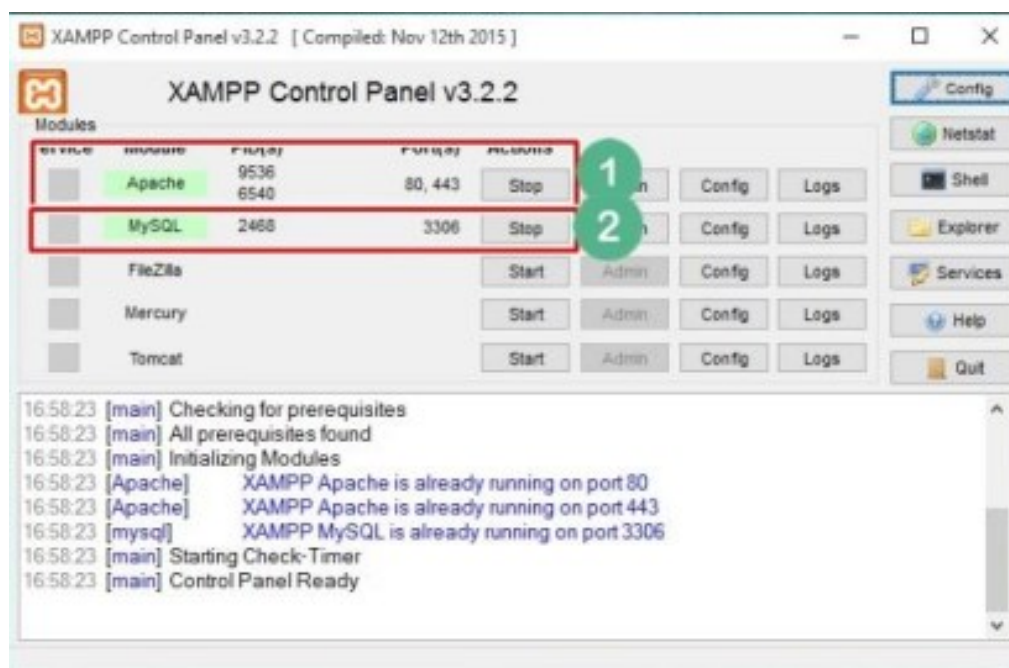 XAMPP Control Panel v3.2.2 [ Compiled: Nov 12th 2015 ]
XAMPP Control Panel v3.2.2
Config
Modules
Netstat
ervice Module PID(s) Port(s) Actions
1
Apache 9536 6540 80, 443 Stop n Config Logs
Shell
2
MySQL 2468 3306 Stop n Config Logs
Explorer
FileZilla Start Admin Config Logs
Services
Mercury Start Admin Config Logs
Help
Tomcat Start Admin Config Logs
Quit
16:58:23 [main] Checking for prerequisites
16:58:23 [main] All prerequisites found
16:58:23 [main] Initializing Modules
16:58:23 [Apache] XAMPP Apache is already running on port 80
16:58:23 [Apache] XAMPP Apache is already running on port 443
16:58:23 [mysql] XAMPP MySQL is already running on port 3306
16:58:23 [main] Starting Check-Timer
16:58:23 [main] Control Panel Ready